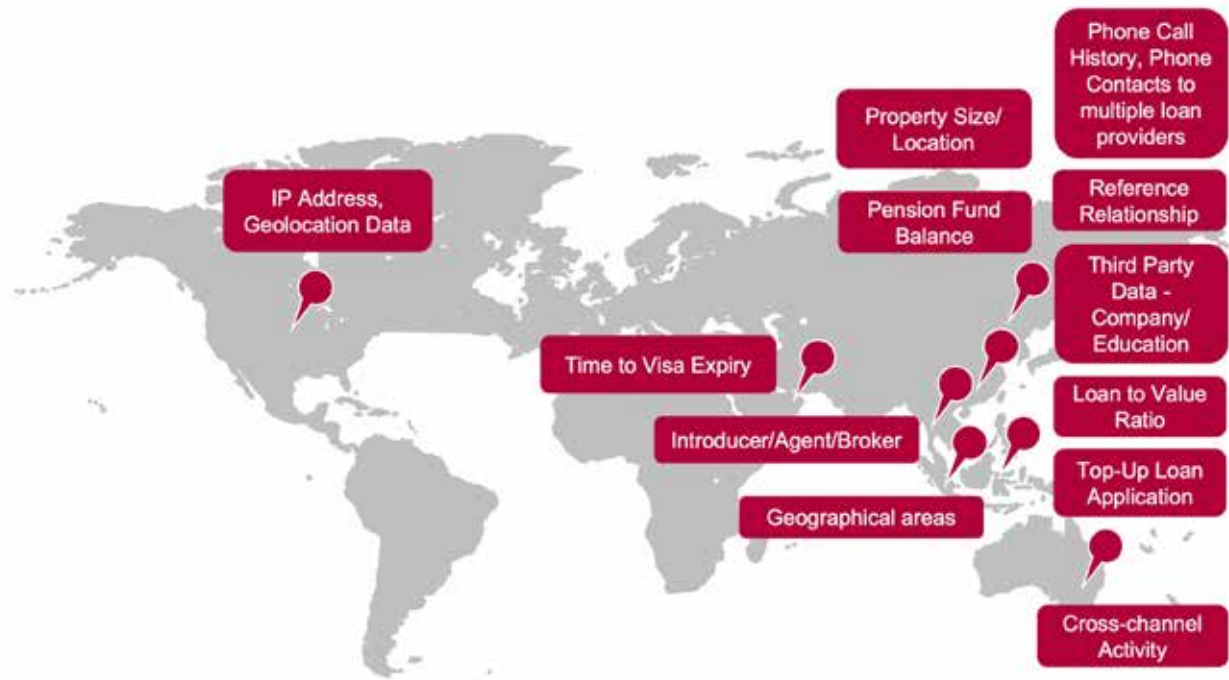 Phone Call
History, Phone
Contacts to
multiple loan
providers
Property Size/
Location
IP Address,
Geolocation Data
Reference
Relationship
Pension Fund
Balance
Third Party
Data -
Company/
Education
Time to Visa Expiry
Loan to Value
Ratio
Introducer/Agent/Broker
Top-Up Loan
Application
Geographical areas
Cross-channel
Activity